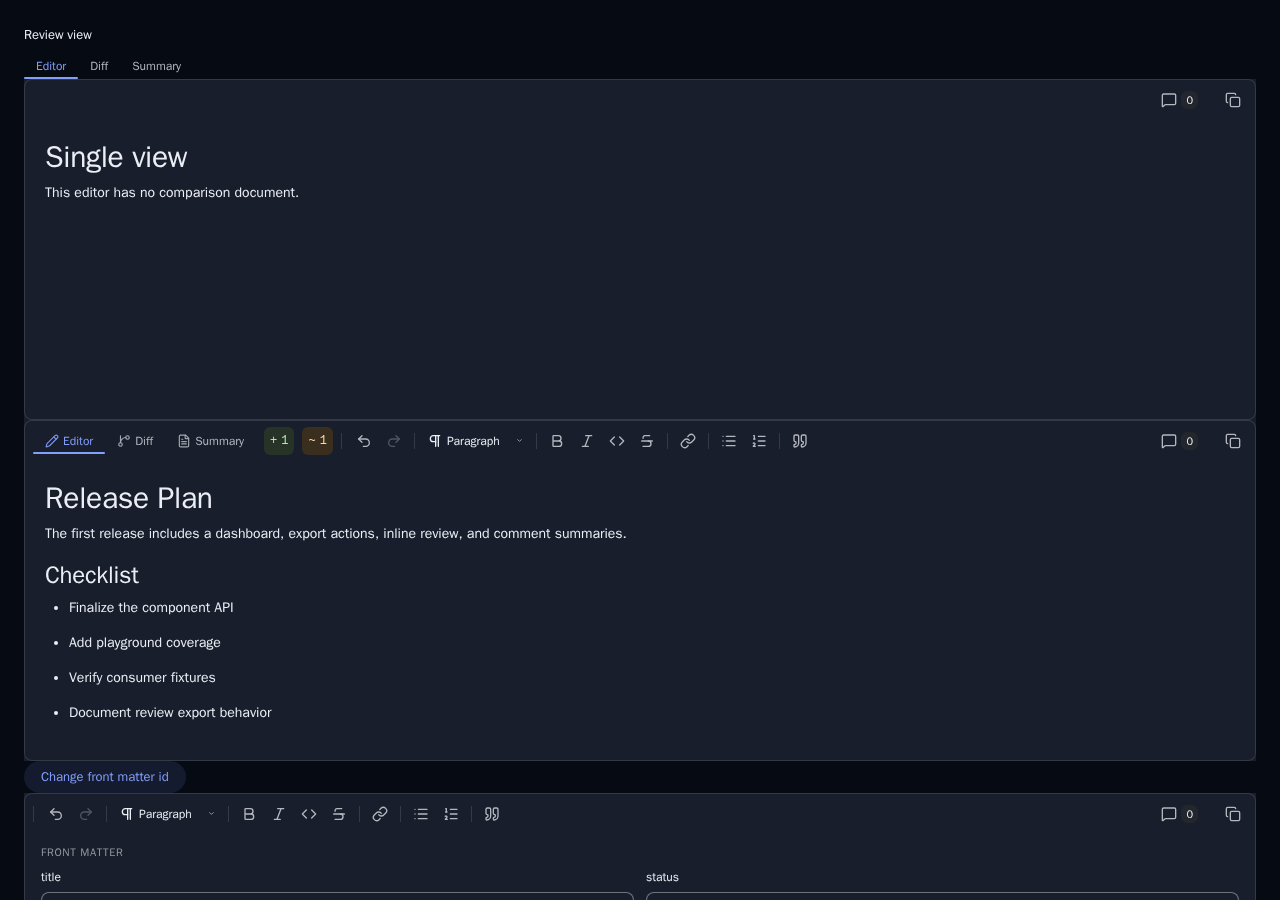 Review view
Editor Diff Summary
0
Single view
This editor has no comparison document.
Editor Diff Summary + 1 ~ 1 Paragraph 0
Release Plan
The first release includes a dashboard, export actions, inline review, and comment summaries.
Checklist
• Finalize the component API
• Add playground coverage
• Verify consumer fixtures
• Document review export behavior
Change front matter id
Paragraph 0
FRONT MATTER
title status